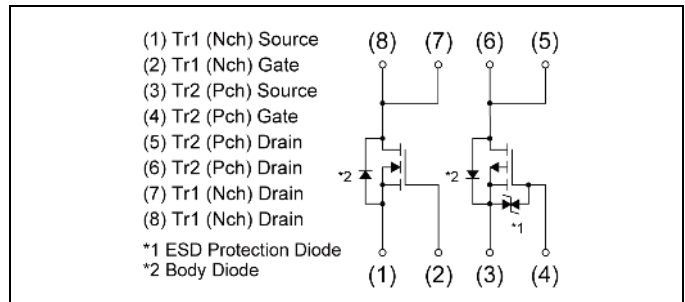 (1) Tr1 (Nch) Source
(2) Tr1 (Nch) Gate
(3) Tr2 (Pch) Source
(4) Tr2 (Pch) Gate
(5) Tr2 (Pch) Drain
(6) Tr2 (Pch) Drain
(7) Tr1 (Nch) Drain
(8) Tr1 (Nch) Drain
*1 ESD Protection Diode
*2 Body Diode
(8) (7) (6) (5)
*2 *2
*1
(1) (2) (3) (4)